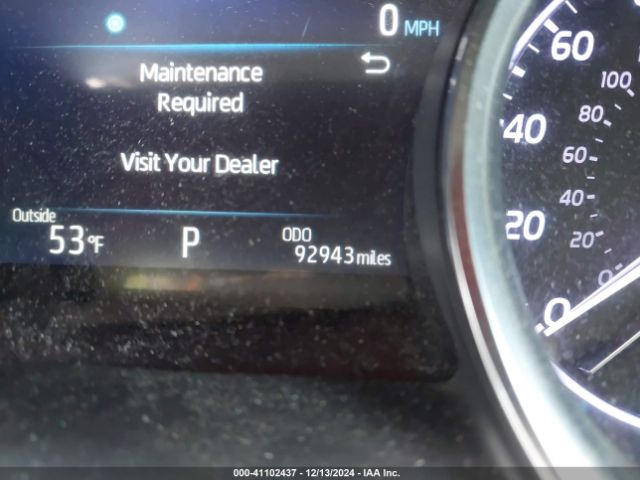 0 MPH
Maintenance
Required
Visit Your Dealer
Outside
53°F
P
ODO
92943 miles
60
40
20
0
100
80
60
40
20
0
000-41102437 - 12/13/2024 - IAA Inc.